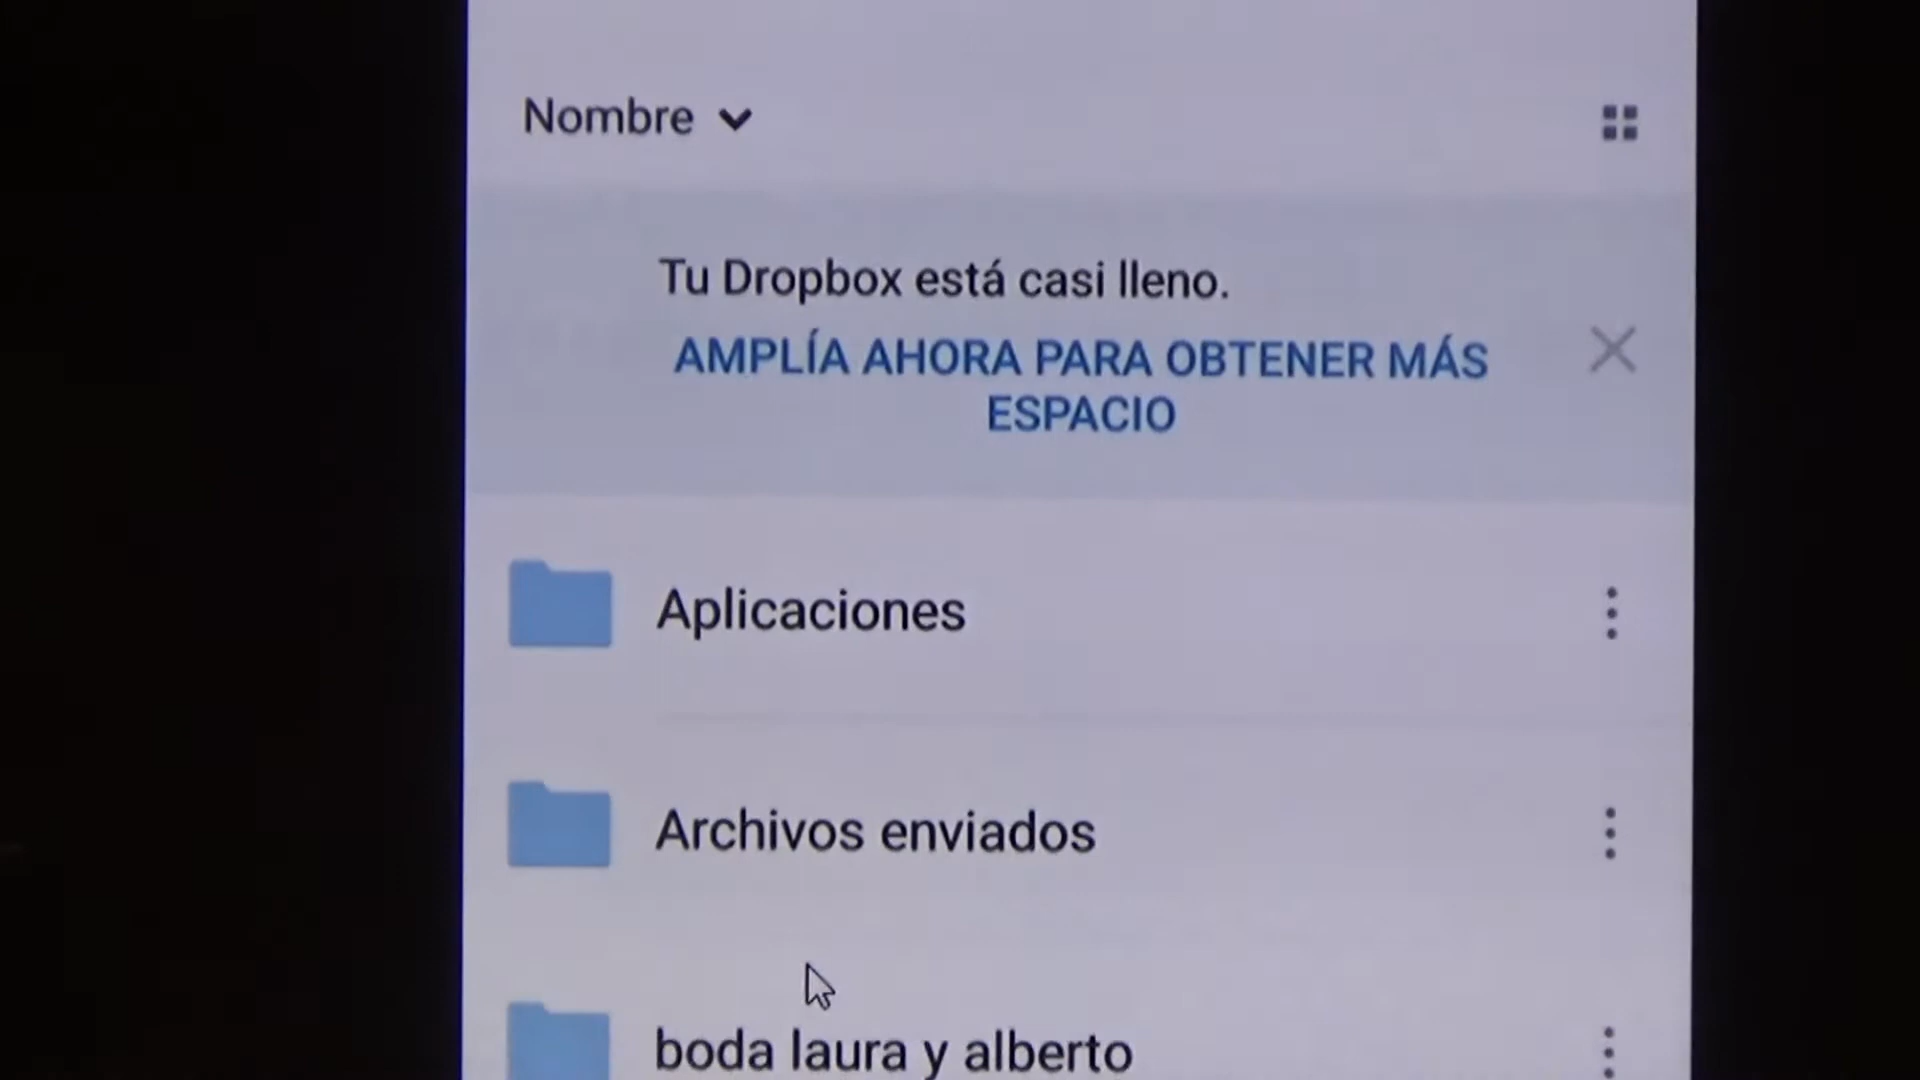 Nombre
Tu Dropbox está casi lleno.
AMPLÍA AHORA PARA OBTENER MÁS
ESPACIO
Aplicaciones
Archivos enviados
boda laura y alberto